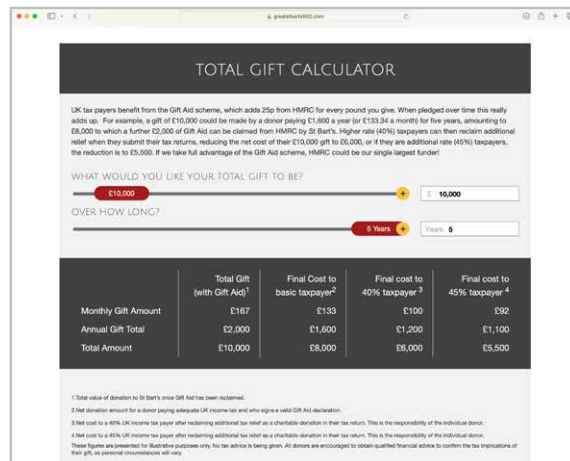 greatstbarts900.com
TOTAL GIFT CALCULATOR
UK tax payers benefit from the Gift Aid scheme, which adds 25p from HMRC for every pound you give. When pledged over time this really
adds up. For example, a gift of £10,000 could be made by a donor paying £1,600 a year (or £133.34 a month) for five years, amounting to
£8,000 to which a further £2,000 of Gift Aid can be claimed from HMRC by St Bart's. Higher rate (40%) taxpayers can then reclaim additional
relief when they submit their tax returns, reducing the net cost of their £10,000 gift to £6,000, or if they are additional rate (45%) taxpayers,
the reduction is to £5,500. If we take full advantage of the Gift Aid scheme, HMRC could be our single largest funder!
WHAT WOULD YOU LIKE YOUR TOTAL GIFT TO BE?
£10,000 + £ 10,000
OVER HOW LONG?
5 Years + Years 5
Total Gift Final Cost to Final cost to Final cost to
(with Gift Aid)1 basic taxpayer2 40% taxpayer 3 45% taxpayer 4
Monthly Gift Amount £167 £133 £100 £92
Annual Gift Total £2,000 £1,600 £1,200 £1,100
Total Amount £10,000 £8,000 £6,000 £5,500
1.Total value of donation to St Bart's once Gift Aid has been reclaimed.
2.Net donation amount for a donor paying adequate UK income tax and who signs a valid Gift Aid declaration.
3.Net cost to a 40% UK income tax payer after reclaiming additional tax relief as a charitable donation in their tax return. This is the responsibility of the individual donor.
4.Net cost to a 45% UK income tax payer after reclaiming additional tax relief as a charitable donation in their tax return. This is the responsibility of the individual donor.
These figures are presented for illustrative purposes only. No tax advice is being given. All donors are encouraged to obtain qualified financial advice to confirm the tax implications of
their gift, as personal circumstances will vary.